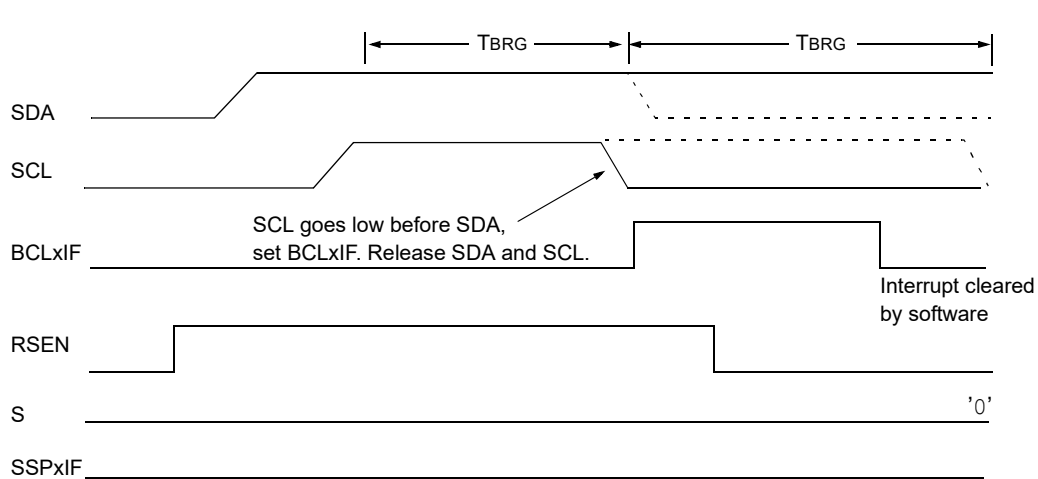 TBRG TBRG
SDA
SCL
SCL goes low before SDA,
set BCLxIF. Release SDA and SCL.
BCLxIF
Interrupt cleared
by software
RSEN
S
'0'
SSPxIF